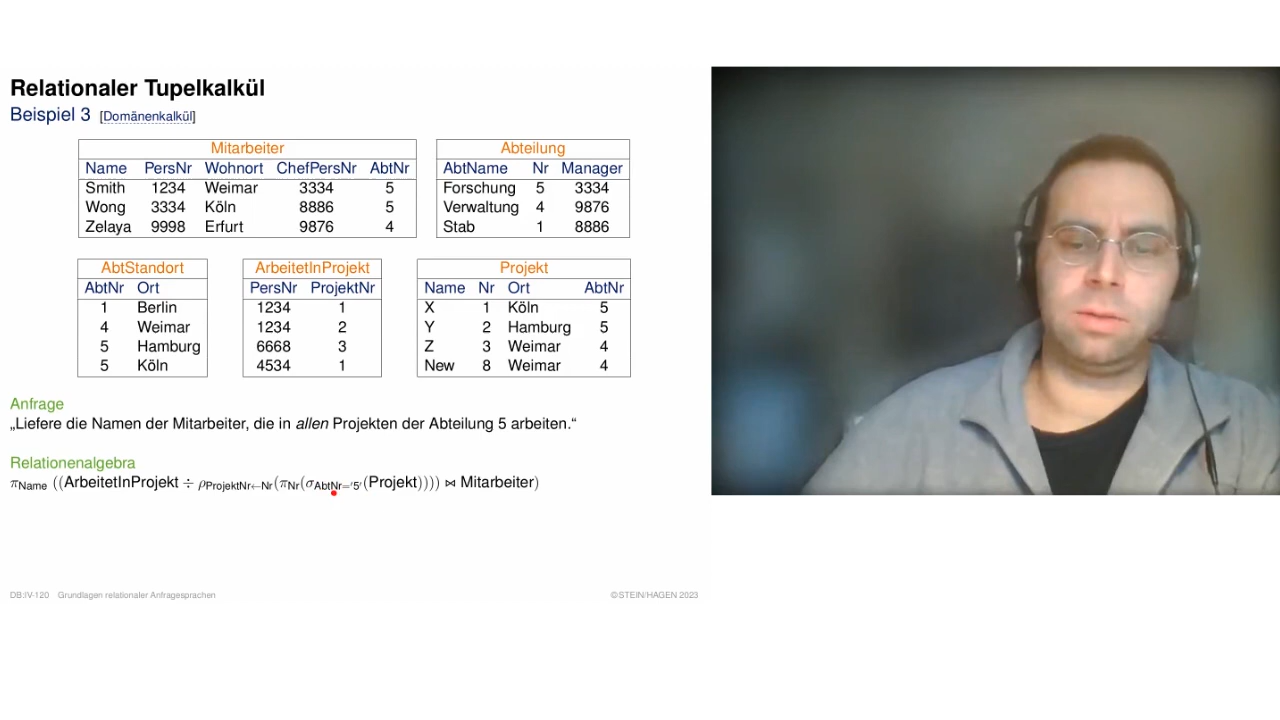 Relationaler Tupelkalkül
Beispiel 3 [Domänenkalkül]
Mitarbeiter
Name PersNr Wohnort ChefPersNr AbtNr
Smith 1234 Weimar 3334 5
Wong 3334 Köln 8886 5
Zelaya 9998 Erfurt 9876 4
Abteilung
AbtName Nr Manager
Forschung 5 3334
Verwaltung 4 9876
Stab 1 8886
AbtStandort
AbtNr Ort
1 Berlin
4 Weimar
5 Hamburg
5 Köln
ArbeitetInProjekt
PersNr ProjektNr
1234 1
1234 2
6668 3
4534 1
Projekt
Name Nr Ort AbtNr
X 1 Köln 5
Y 2 Hamburg 5
Z 3 Weimar 4
New 8 Weimar 4
Anfrage
„Liefere die Namen der Mitarbeiter, die in allen Projekten der Abteilung 5 arbeiten.“
Relationenalgebra
πName ((ArbeitetInProjekt ÷ ρProjektNr←Nr(πNr(σAbtNr='5'(Projekt)))) ⋈ Mitarbeiter)
DB:IV-120 Grundlagen relationaler Anfragesprachen
©STEIN/HAGEN 2023